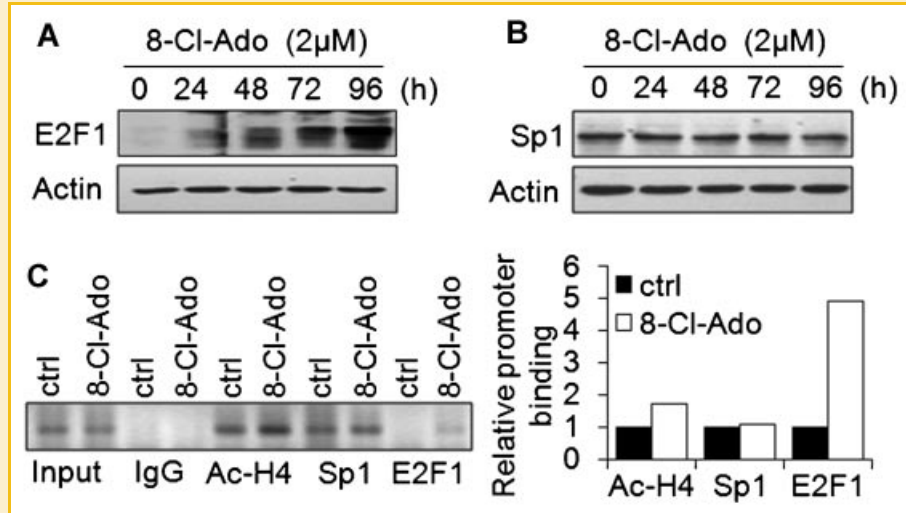 A
8-Cl-Ado (2µM)
0 24 48 72 96 (h)
E2F1
Actin
B
8-Cl-Ado (2µM)
0 24 48 72 96 (h)
Sp1
Actin
C
ctrl 8-Cl-Ado ctrl 8-Cl-Ado ctrl 8-Cl-Ado ctrl 8-Cl-Ado ctrl 8-Cl-Ado
Input IgG Ac-H4 Sp1 E2F1
Relative promoter
binding
6
5
4
3
2
1
0
ctrl
8-Cl-Ado
Ac-H4 Sp1 E2F1